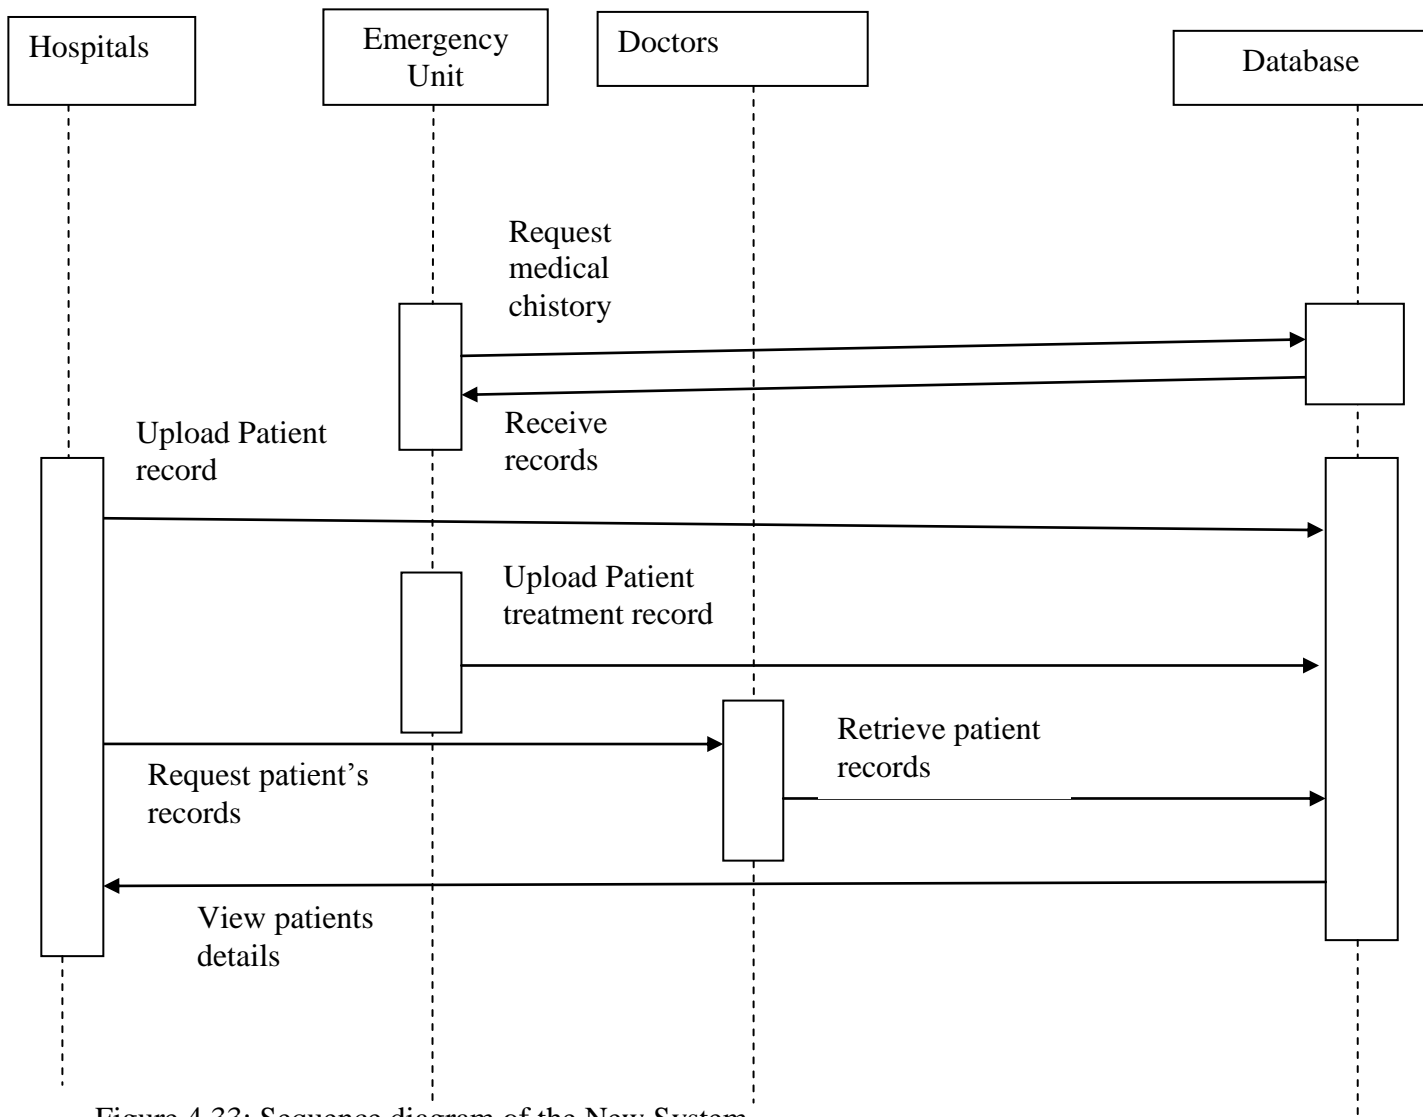 Hospitals
Emergency
Unit
Doctors
Database
Request
medical
chistory
Receive
records
Upload Patient
record
Upload Patient
treatment record
Retrieve patient
records
Request patient’s
records
View patients
details
Figure 4.33: Sequence diagram of the New System